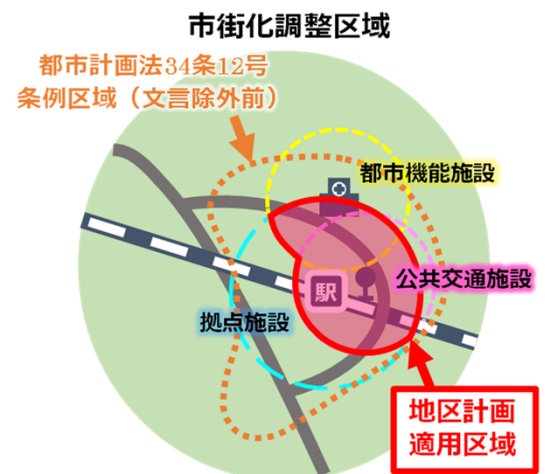 市街化調整区域
都市計画法34条12号
条例区域（文言除外前）
都市機能施設
公共交通施設
駅
拠点施設
地区計画
適用区域